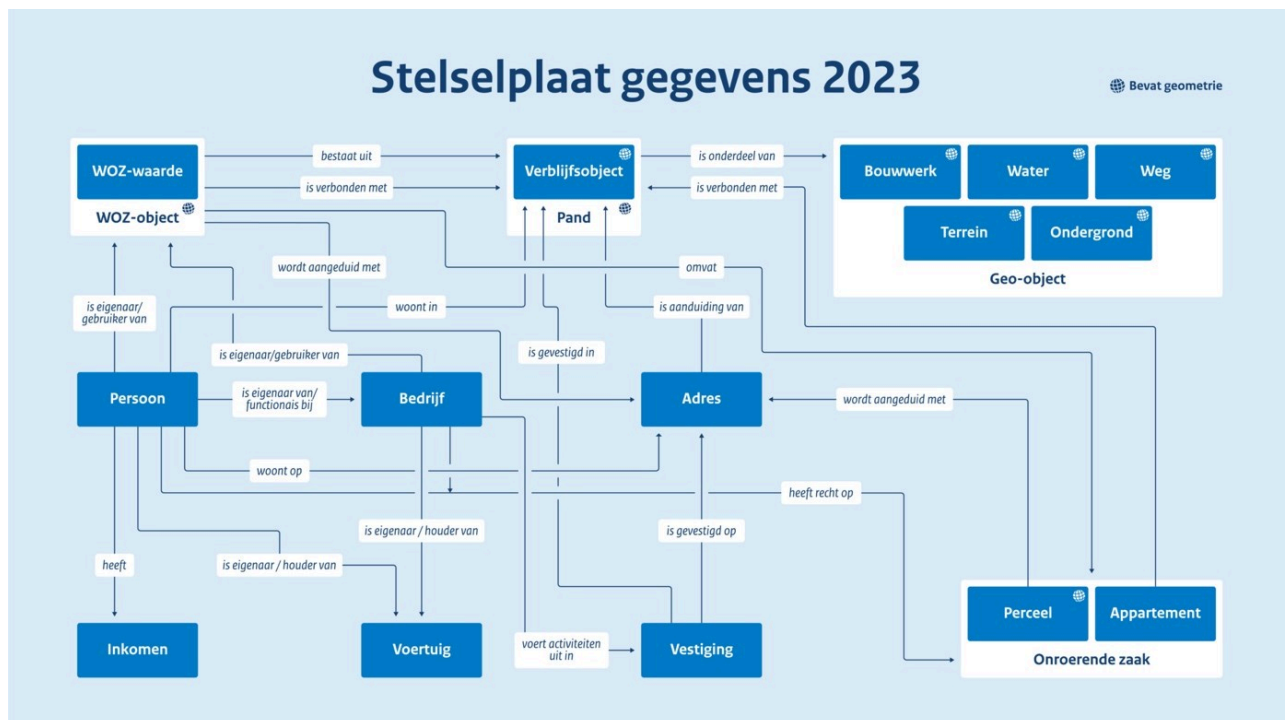 Stelselplaat gegevens 2023
Bevat geometrie
bestaat uit
is onderdeel van
WOZ-waarde
Verblijfsobject
Bouwwerk
Water
Weg
is verbonden met
is verbonden met
WOZ-object
Pand
Terrein
Ondergrond
wordt aangeduid met
omvat
Geo-object
is eigenaar/
gebruiker van
woont in
is aanduiding van
is eigenaar/gebruiker van
is gevestigd in
Persoon
is eigenaar van/
functionais bij
Bedrijf
Adres
wordt aangeduid met
woont op
heeft recht op
is eigenaar / houder van
is gevestigd op
heeft
is eigenaar / houder van
Perceel
Appartement
Inkomen
Voertuig
voert activiteiten
uit in
Vestiging
Onroerende zaak